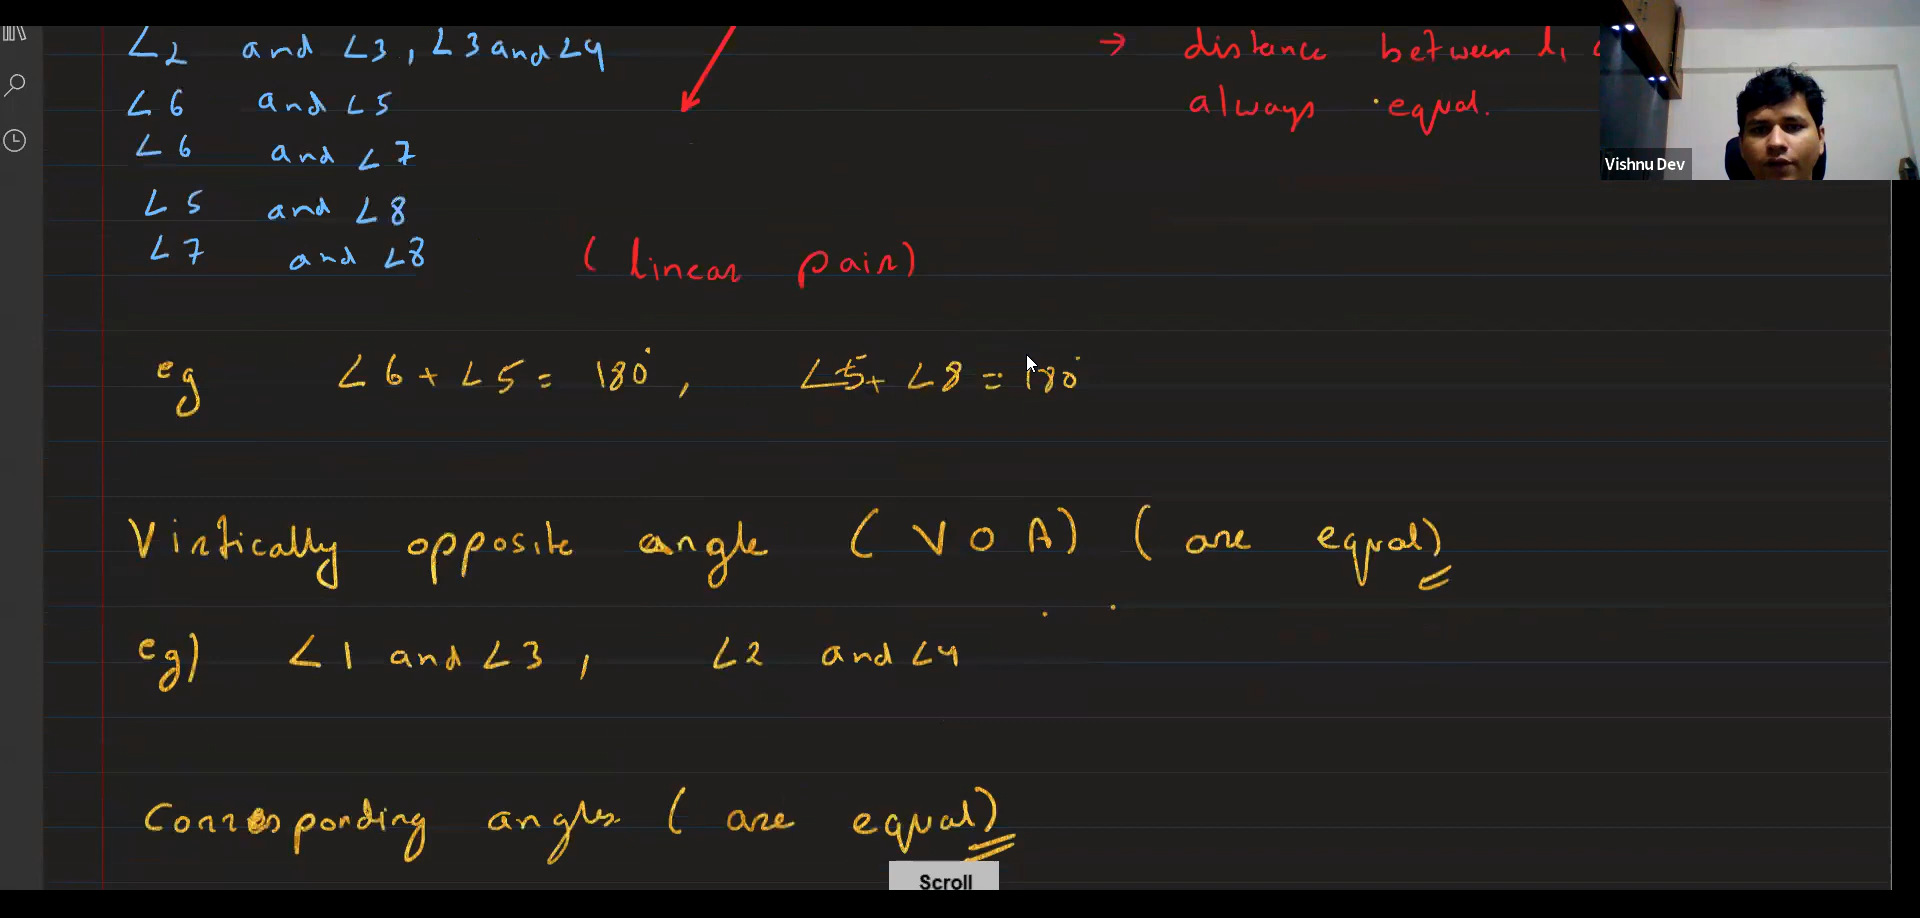 ∠2 and ∠3, ∠3 and ∠4
→ distance between l₁
∠6 and ∠5
always equal.
∠6 and ∠7
Vishnu Dev
∠5 and ∠8
∠7 and ∠8 (linear pair)
eg ∠6 + ∠5 = 180°, ∠5 + ∠8 = 180°
Virtically opposite angle (VOA) (are equal)
eg) ∠1 and ∠3, ∠2 and ∠4
Corresponding angles (are equal)
Scroll